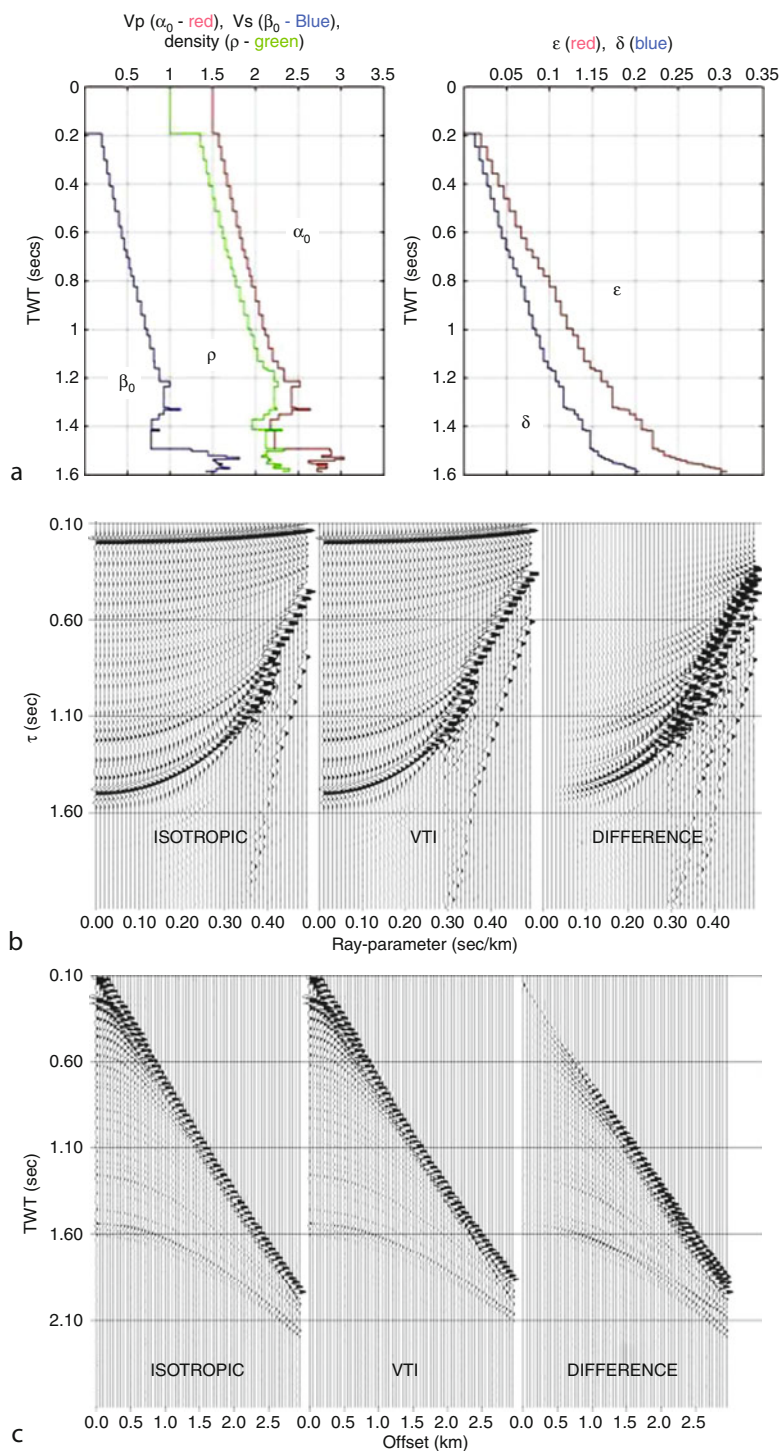 Vp (α0 - red), Vs (β0 - Blue),
density (ρ - green)
0.5 1 1.5 2 2.5 3 3.5
0
0.2
0.4
0.6
0.8
1
1.2
1.4
1.6
TWT (secs)
α0
ρ
β0
ε (red), δ (blue)
0.05 0.1 0.15 0.2 0.25 0.3 0.35
0
0.2
0.4
0.6
0.8
1
1.2
1.4
1.6
TWT (secs)
ε
δ
a
0.10
0.60
1.10
1.60
τ (sec)
ISOTROPIC VTI DIFFERENCE
0.00 0.10 0.20 0.30 0.00 0.10 0.20 0.30 0.40 0.00 0.10 0.20 0.30 0.40
Ray-parameter (sec/km)
b
0.10
0.60
1.10
1.60
2.10
TWT (sec)
ISOTROPIC VTI DIFFERENCE
0.0 0.5 1.0 1.5 2.0 2.5 0.0 0.5 1.0 1.5 2.0 2.5 0.0 0.5 1.0 1.5 2.0 2.5
Offset (km)
c